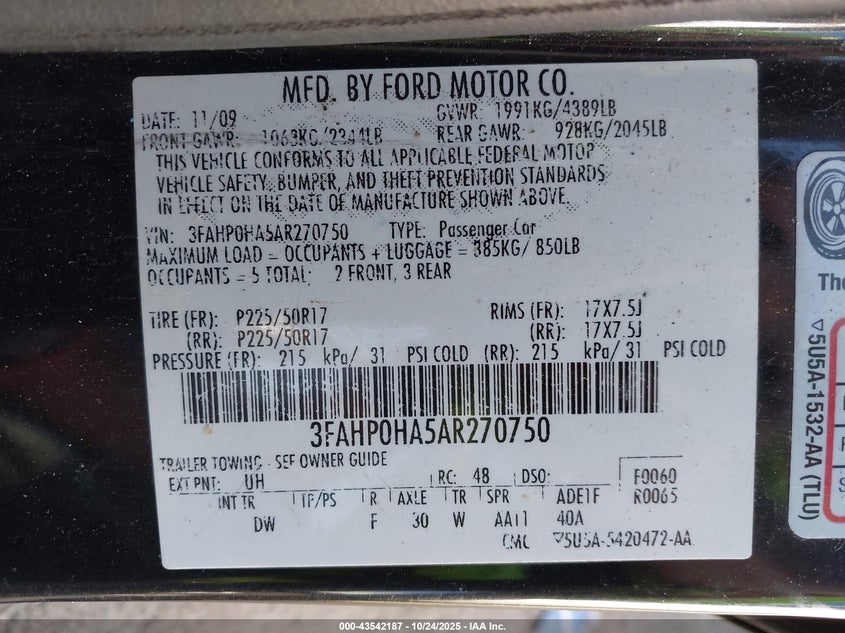 MFD. BY FORD MOTOR CO.
DATE: 11/09 GVWR: 1991KG/4389LB
FRONT GAWR: 1063KG/2344LB REAR GAWR: 928KG/2045LB
THIS VEHICLE CONFORMS TO ALL APPLICABLE FEDERAL MOTOR
VEHICLE SAFETY, BUMPER, AND THEFT PREVENTION STANDARDS
IN EFFECT ON THE DATE OF MANUFACTURE SHOWN ABOVE.
VIN: 3FAHP0HA5AR270750 TYPE: Passenger Car
MAXIMUM LOAD = OCCUPANTS + LUGGAGE = 385KG/ 850LB
OCCUPANTS = 5 TOTAL: 2 FRONT, 3 REAR
TIRE (FR): P225/50R17 RIMS (FR): 17X7.5J
(RR): P225/50R17 (RR): 17X7.5J
PRESSURE (FR): 215 kPa/ 31 PSI COLD (RR): 215 kPa/ 31 PSI COLD
3FAHP0HA5AR270750
TRAILER TOWING - SEE OWNER GUIDE
EXT PNT: UH RC: 48 DSO: F0060
INT TR TP/PS R AXLE TR SPR ADE1F R0065
DW F 30 W AA11 40A
CMC ▽5U5A-5420472-AA
The
▽5U5A-1532-AA (TLU)
000-43542187 - 10/24/2025 - IAA Inc.